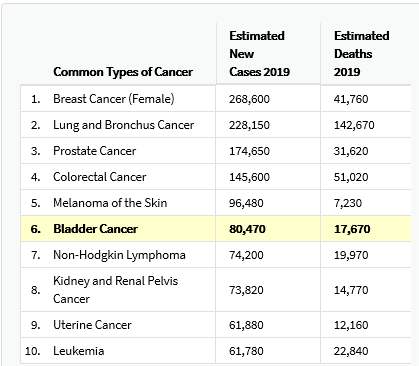 Common Types of Cancer Estimated New Cases 2019 Estimated Deaths 2019
1. Breast Cancer (Female) 268,600 41,760
2. Lung and Bronchus Cancer 228,150 142,670
3. Prostate Cancer 174,650 31,620
4. Colorectal Cancer 145,600 51,020
5. Melanoma of the Skin 96,480 7,230
6. Bladder Cancer 80,470 17,670
7. Non-Hodgkin Lymphoma 74,200 19,970
8. Kidney and Renal Pelvis Cancer 73,820 14,770
9. Uterine Cancer 61,880 12,160
10. Leukemia 61,780 22,840